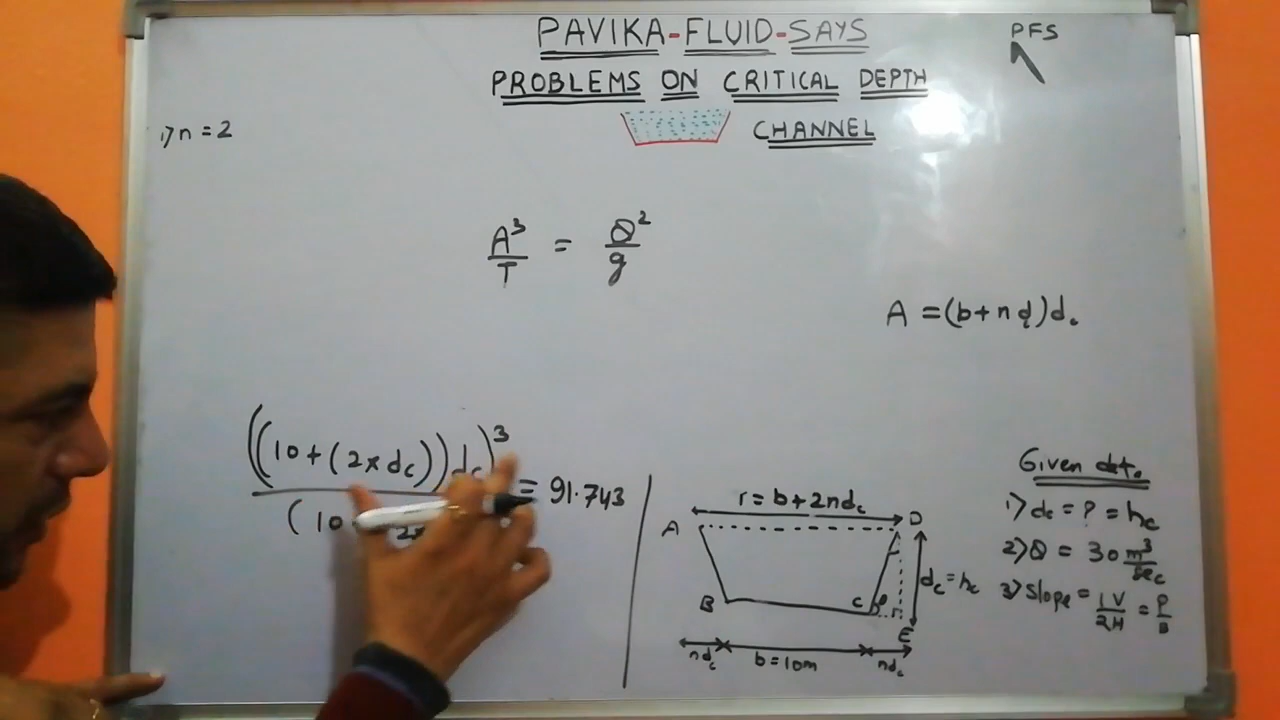 PAVIKA-FLUID-SAYS
PFS
PROBLEMS ON CRITICAL DEPTH
CHANNEL
1) n = 2
A³/T = Q²/g
A = (b+nd)d.
((10+(2×dc))dc)³ / (10 = 91.743
Given det.
1) dc = ? = hc
2) Q = 30 m³/sec
3) Slope = 1V/2H = P/B
T = b+2ndc
A
D
dc = hc
B
C θ
E
ndc
b=10m
ndc